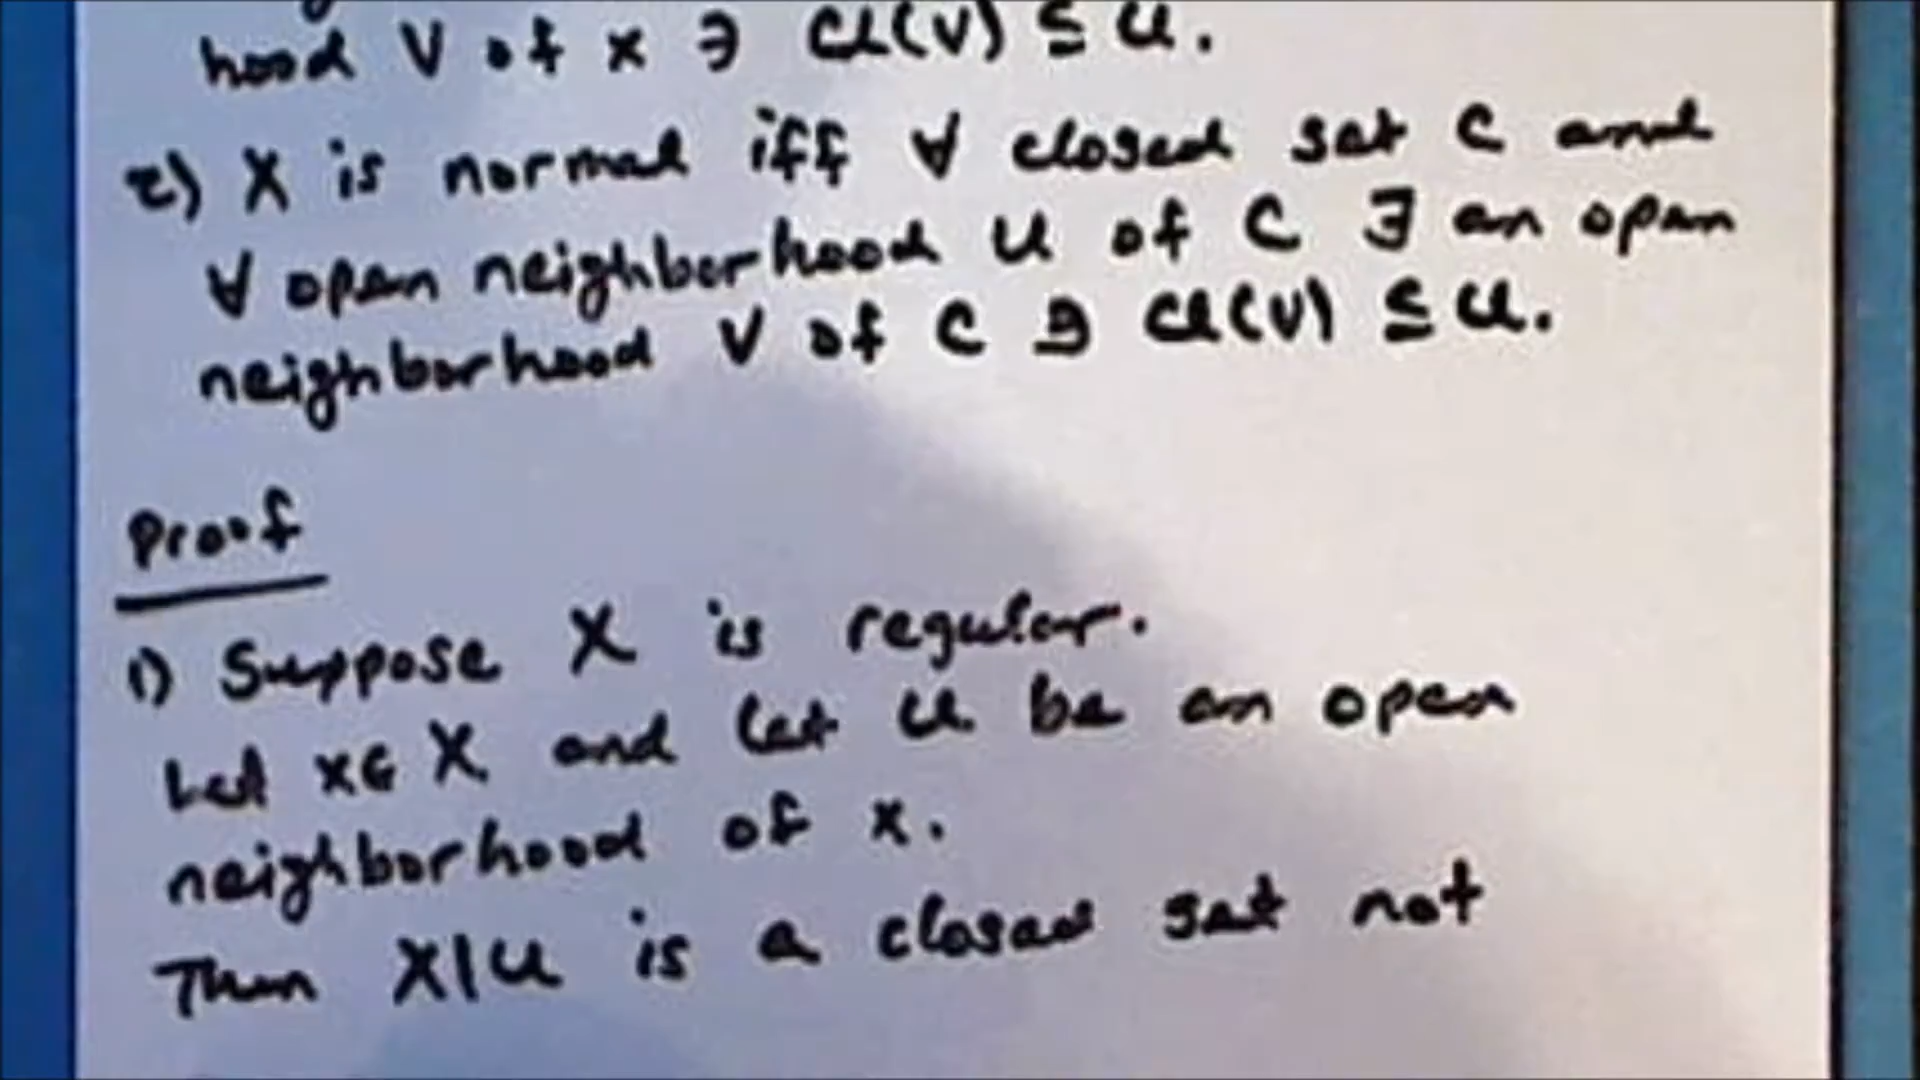 hood V of x ∋ Cl(V) ⊆ U.
2) X is normal iff ∀ closed set C and
∀ open neighborhood U of C ∃ an open
neighborhood V of C ∋ Cl(V) ⊆ U.
Proof
1) Suppose X is regular.
Let x∈X and let U be an open
neighborhood of x.
Then X\U is a closed set not